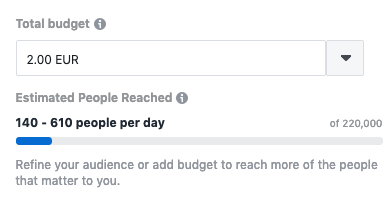 Total budget
2.00 EUR
Estimated People Reached
140 - 610 people per day
of 220,000
Refine your audience or add budget to reach more of the people
that matter to you.